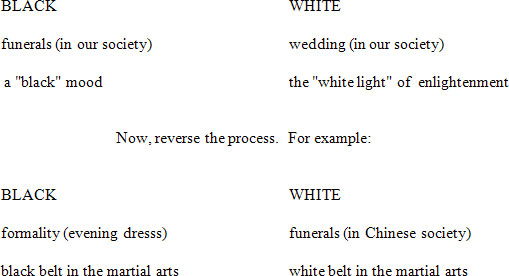 BLACK WHITE
funerals (in our society) wedding (in our society)
a "black" mood the "white light" of enlightenment
Now, reverse the process. For example:
BLACK WHITE
formality (evening dresss) funerals (in Chinese society)
black belt in the martial arts white belt in the martial arts